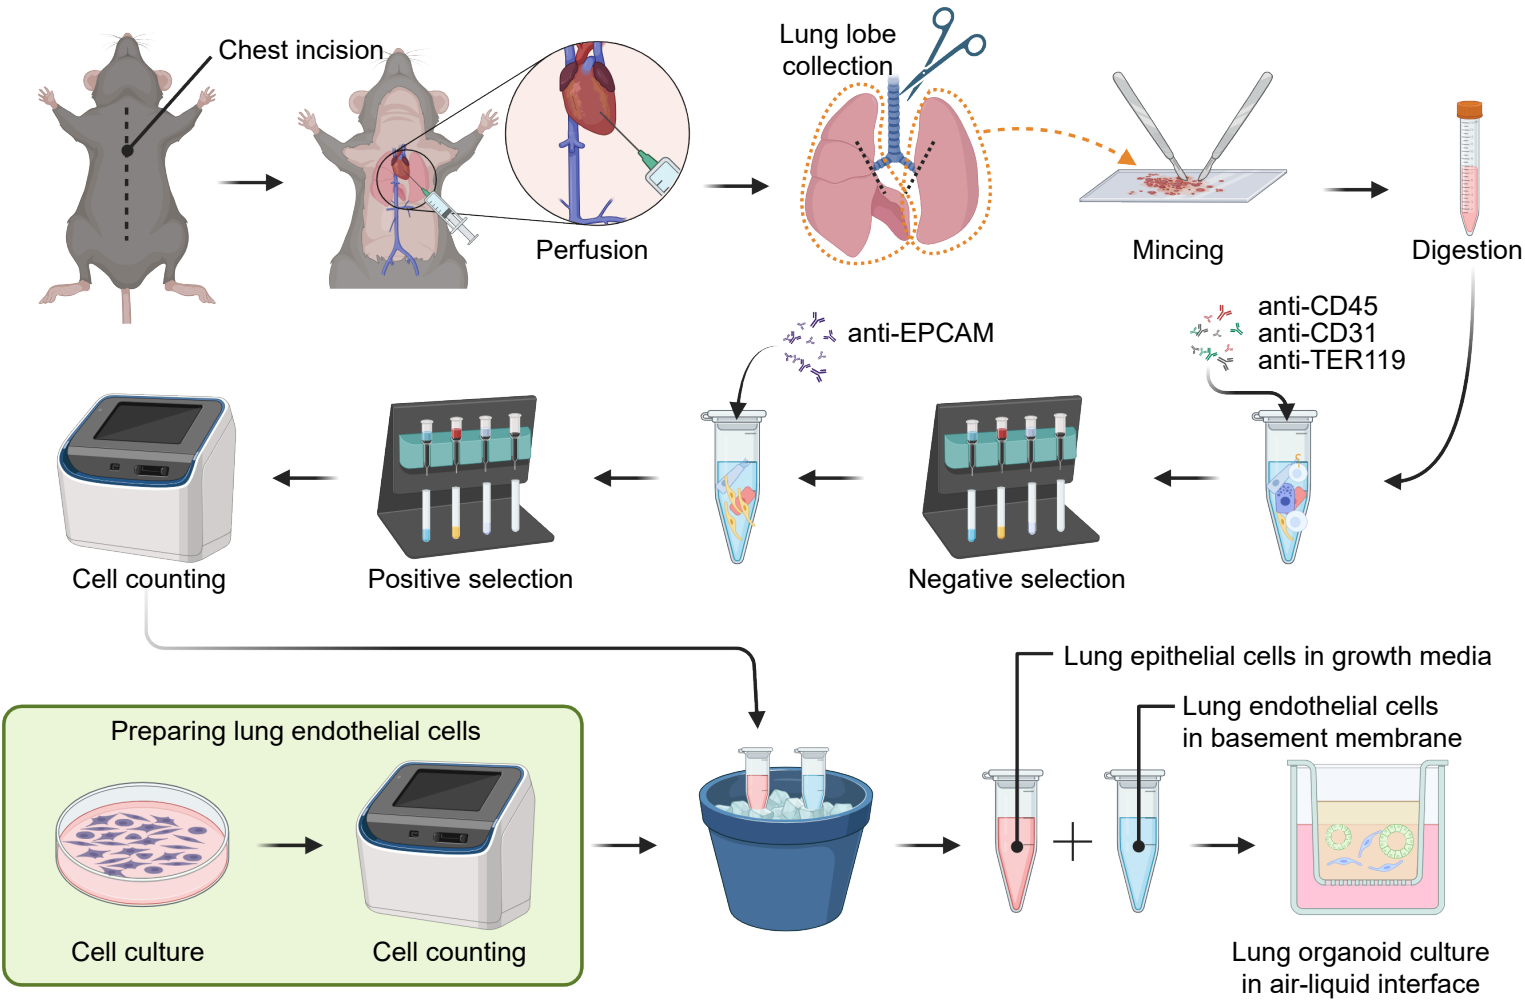 Chest incision
Perfusion
Lung lobe
collection
Mincing
Digestion
anti-CD45
anti-CD31
anti-TER119
Negative selection
anti-EPCAM
Positive selection
Cell counting
Preparing lung endothelial cells
Cell culture
Cell counting
Lung epithelial cells in growth media
Lung endothelial cells
in basement membrane
Lung organoid culture
in air-liquid interface